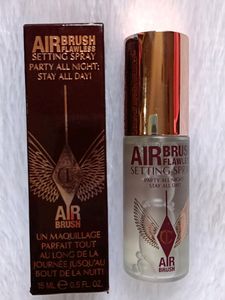 AIRBRUSH
FLAWLESS
SETTING SPRAY
PARTY ALL NIGHT;
STAY ALL DAY!
CT
AIR
BRUSH
UN MAQUILLAGE
PARFAIT TOUT
AU LONG DE LA
JOURNÉE JUSQU'AU
BOUT DE LA NUIT!
15 ML e 0.5 FL. OZ.
AIRBRUSH
FLAWLESS
SETTING SPRAY
PARTY ALL NIGHT;
STAY ALL DAY!
CT
AIR
BRUSH